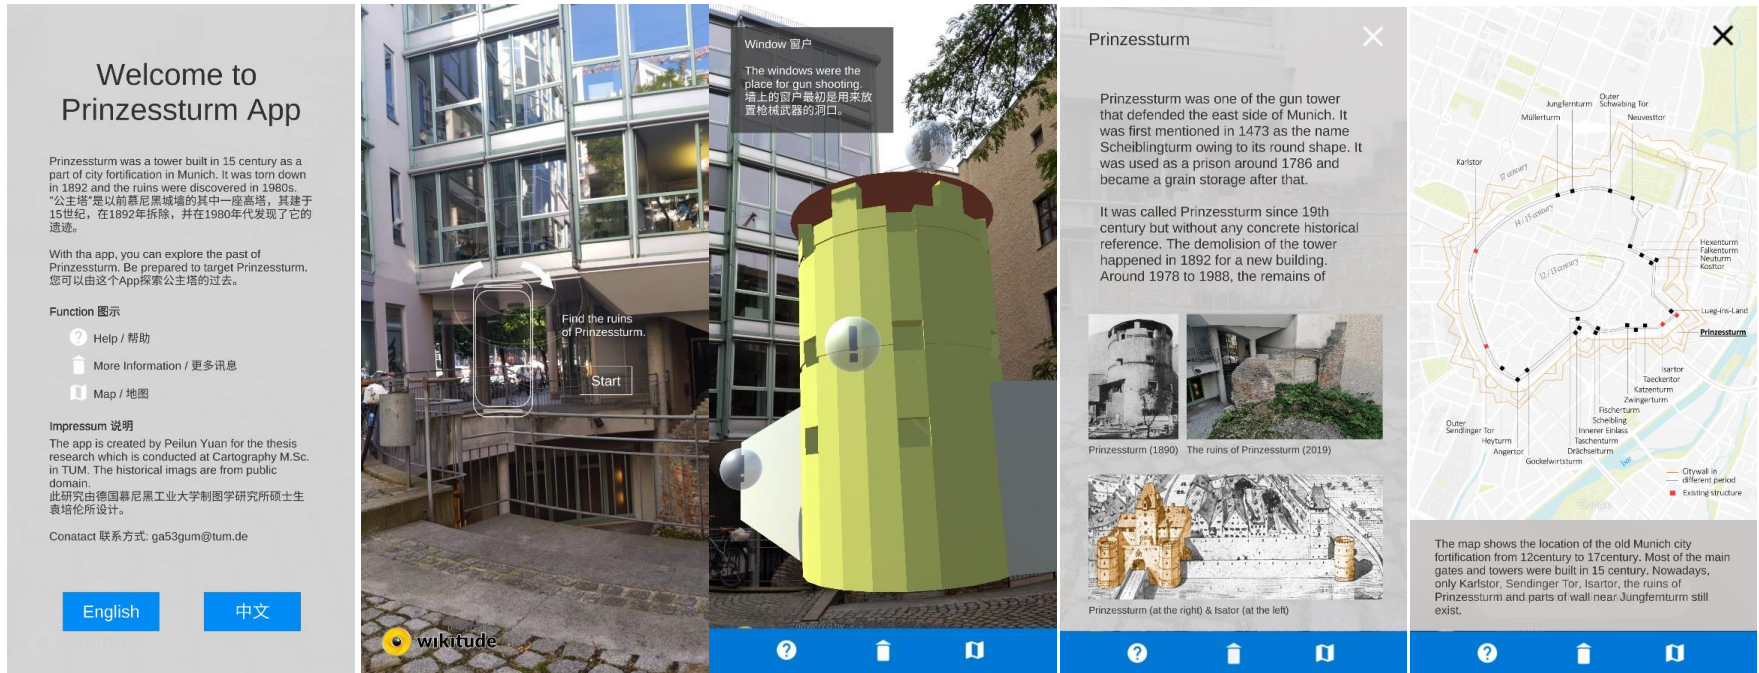 Welcome to
Prinzessturm App
Prinzessturm was a tower built in 15 century as a
part of city fortification in Munich. It was torn down
in 1892 and the ruins were discovered in 1980s.
"公主塔"是以前慕尼黑城墙的其中一座高塔，其建于
15世纪，在1892年拆除，并在1980年代发现了它的
遗迹。
With tha app, you can explore the past of
Prinzessturm. Be prepared to target Prinzessturm.
您可以由这个App探索公主塔的过去。
Function 图示
Help / 帮助
More Information / 更多讯息
Map / 地图
Impressum 说明
The app is created by Peilun Yuan for the thesis
research which is conducted at Cartography M.Sc.
in TUM. The historical imags are from public
domain.
此研究由德国慕尼黑工业大学制图学研究所硕士生
袁培伦所设计。
Conatact 联系方式: ga53gum@tum.de
English
中文
Find the ruins
of Prinzessturm.
Start
wikitude
Window 窗户
The windows were the
place for gun shooting.
墙上的窗户最初是用来放
置枪械武器的洞口。
Prinzessturm
Prinzessturm was one of the gun tower
that defended the east side of Munich. It
was first mentioned in 1473 as the name
Scheiblingturm owing to its round shape. It
was used as a prison around 1786 and
became a grain storage after that.
It was called Prinzessturm since 19th
century but without any concrete historical
reference. The demolition of the tower
happened in 1892 for a new building.
Around 1978 to 1988, the remains of
Prinzessturm (1890)
The ruins of Prinzessturm (2019)
Prinzessturm (at the right) & Isator (at the left)
Outer
Schwabing Tor
Jungfernturm
Müllerturm
Neuvesttor
Karlstor
17 century
14 / 15 century
12 / 13 century
Hexenturm
Falkenturm
Neuturm
Kosttor
Lueg-ins-Land
Prinzessturm
Isartor
Taeckentor
Katzenturm
Zwingerturm
Fischerturm
Scheibling
Innerer Einlass
Taschenturm
Drächselturm
Outer
Sendlinger Tor
Heyturm
Angertor
Gockelwirtsturm
Isar
Citywall in
different period
Existing structure
Google
The map shows the location of the old Munich city
fortification from 12century to 17century. Most of the main
gates and towers were built in 15 century. Nowadays,
only Karlstor, Sendinger Tor, Isartor, the ruins of
Prinzessturm and parts of wall near Jungfernturm still
exist.